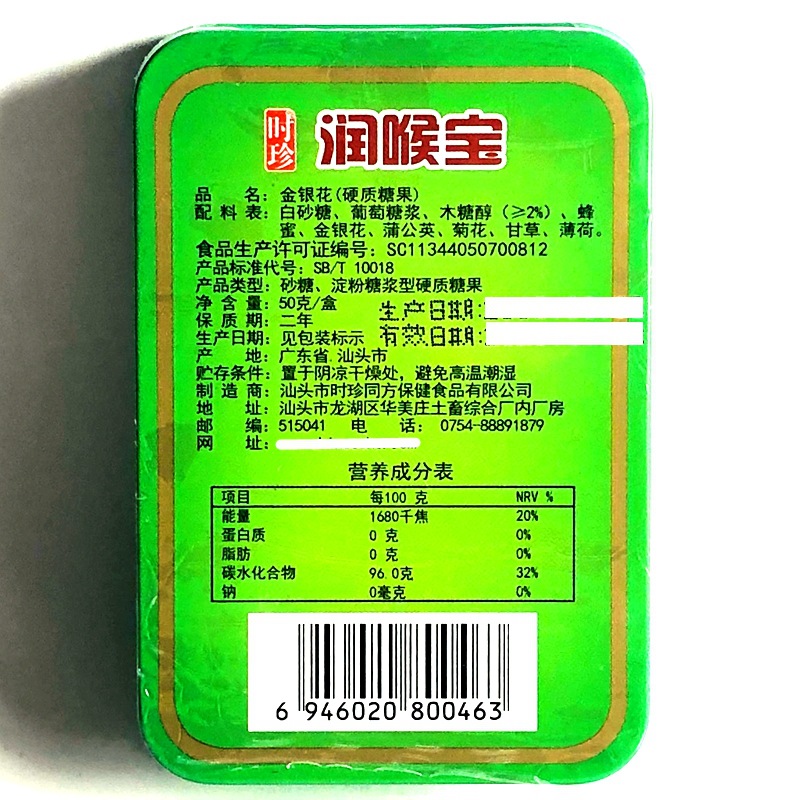 时珍 润喉宝
品 名：金银花(硬质糖果)
配 料 表：白砂糖、葡萄糖浆、木糖醇（≥2%）、蜂
蜜、金银花、蒲公英、菊花、甘草、薄荷。
食品生产许可证编号：SC11344050700812
产品标准代号：SB/T 10018
产品类型：砂糖、淀粉糖浆型硬质糖果
净 含 量：50克/盒 生产日期:
保 质 期：二年
生产日期：见包装标示 有效日期:
产 地：广东省 汕头市
贮存条件：置于阴凉干燥处，避免高温潮湿
制 造 商：汕头市时珍同方保健食品有限公司
地 址：汕头市龙湖区华美庄土畜综合厂内厂房
邮 编：515041 电 话：0754-88891879
网 址：
营养成分表
项目 每100 克 NRV %
能量 1680千焦 20%
蛋白质 0 克 0%
脂肪 0 克 0%
碳水化合物 96.0克 32%
钠 0毫克 0%
6 946020 800463